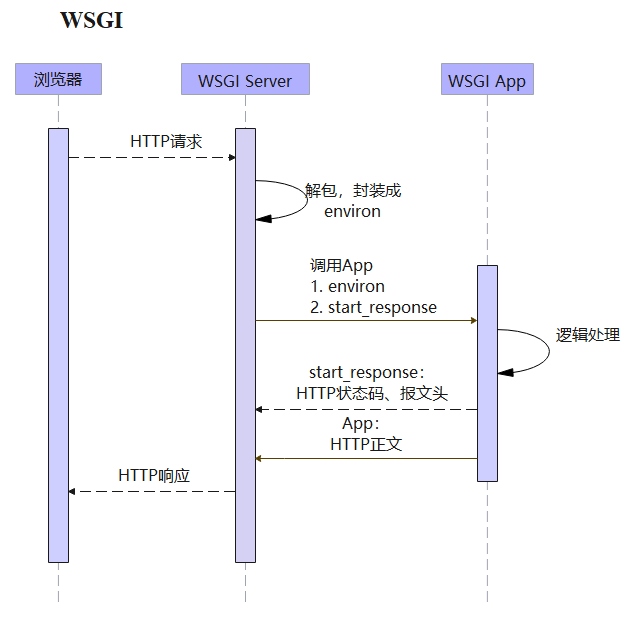 WSGI
浏览器
WSGI Server
WSGI App
HTTP请求
解包，封装成
environ
调用App
1. environ
2. start_response
逻辑处理
start_response：
HTTP状态码、报文头
App：
HTTP正文
HTTP响应